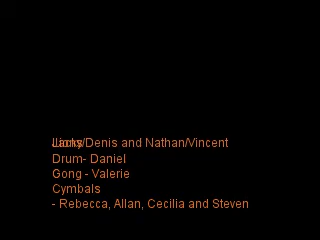 /Denis and Nathan/Vincent
Drum- Daniel
Gong - Valerie
Cymbals
- Rebecca, Allan, Cecilia and Steven